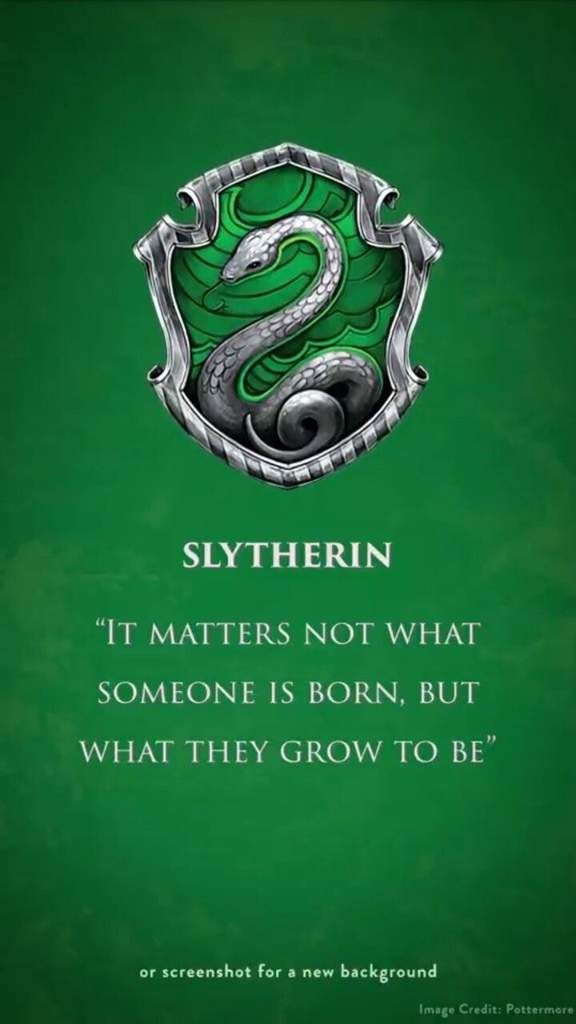 SLYTHERIN
“It matters not what
someone is born, but
what they grow to be”
or screenshot for a new background
Image Credit: Pottermore